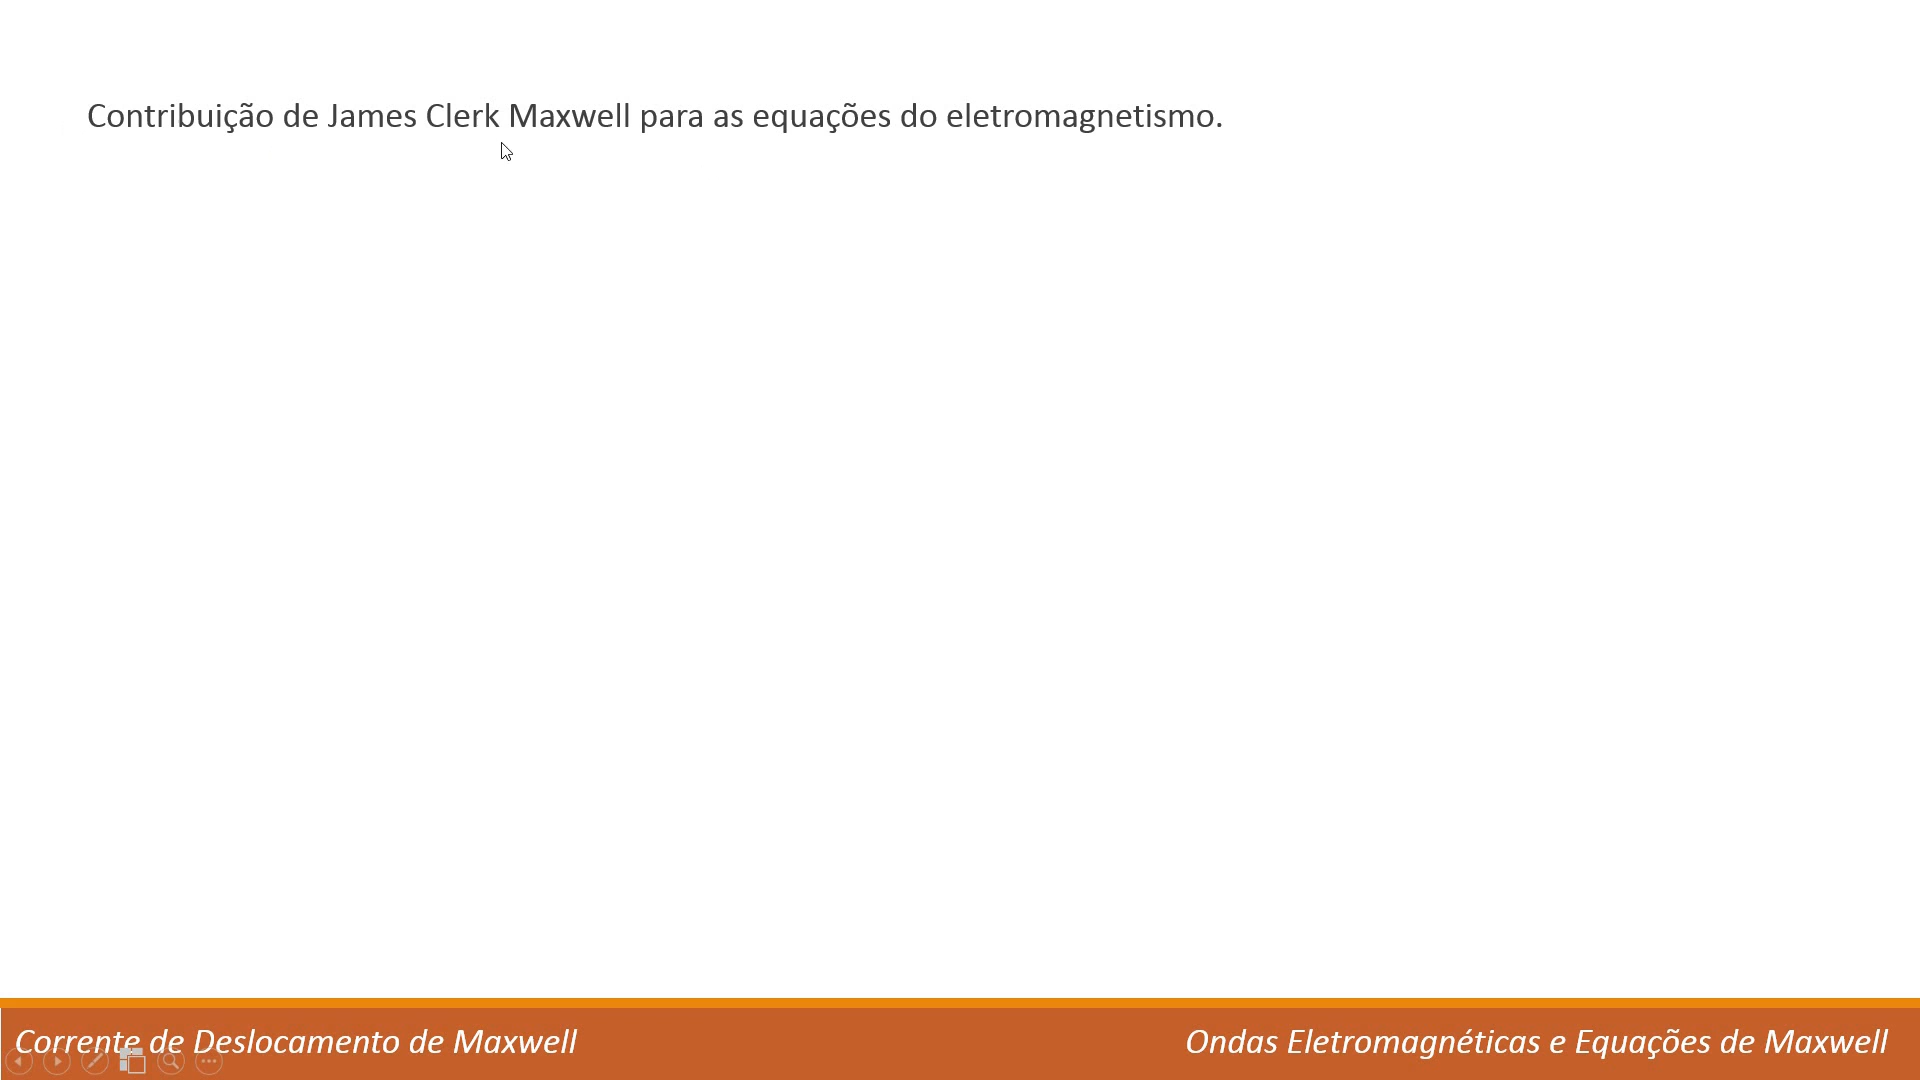 Contribuição de James Clerk Maxwell para as equações do eletromagnetismo.
Corrente de Deslocamento de Maxwell
Ondas Eletromagnéticas e Equações de Maxwell